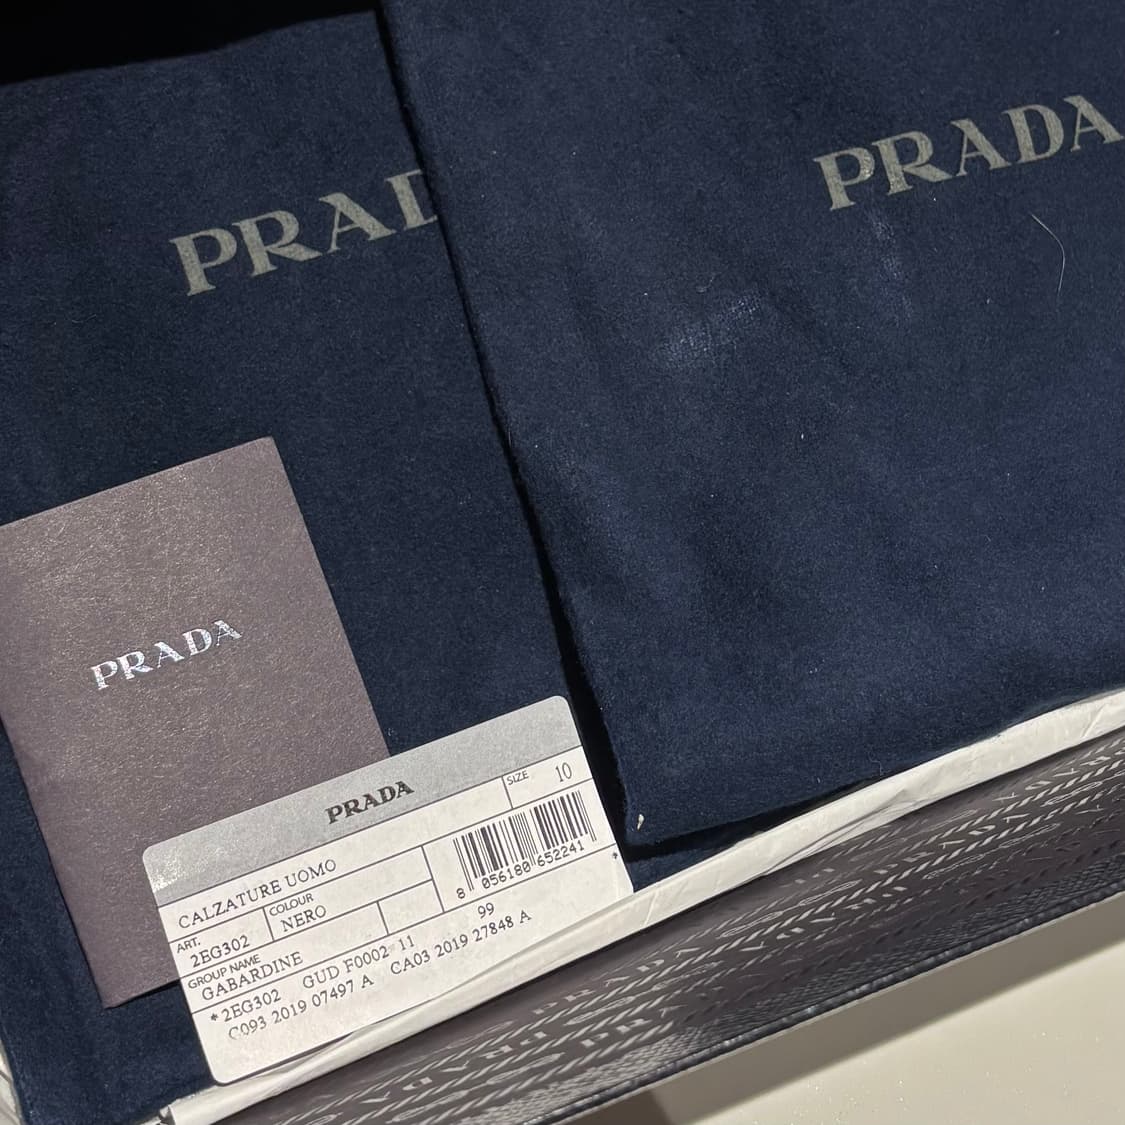 PRADA
PRAD
PRADA
PRADA
SIZE 10
CALZATURE UOMO
ART. COLOUR
2EG302 NERO
8 056180 652241
GROUP NAME
GABARDINE
99
*2EG302 GUD F0002 11 *
C093 2019 07497 A CA03 2019 27848 A